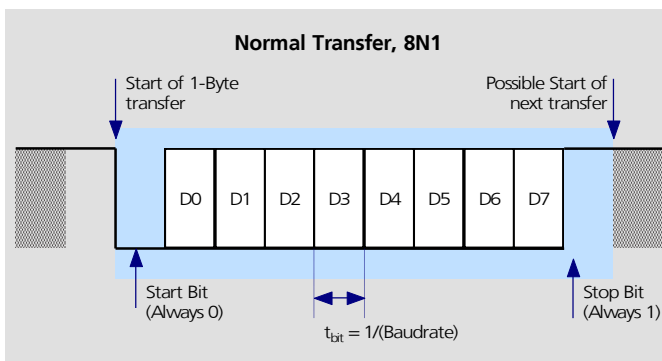 Normal Transfer, 8N1
Start of 1-Byte
transfer
Possible Start of
next transfer
D0 D1 D2 D3 D4 D5 D6 D7
Start Bit
(Always 0)
Stop Bit
(Always 1)
t_bit = 1/(Baudrate)